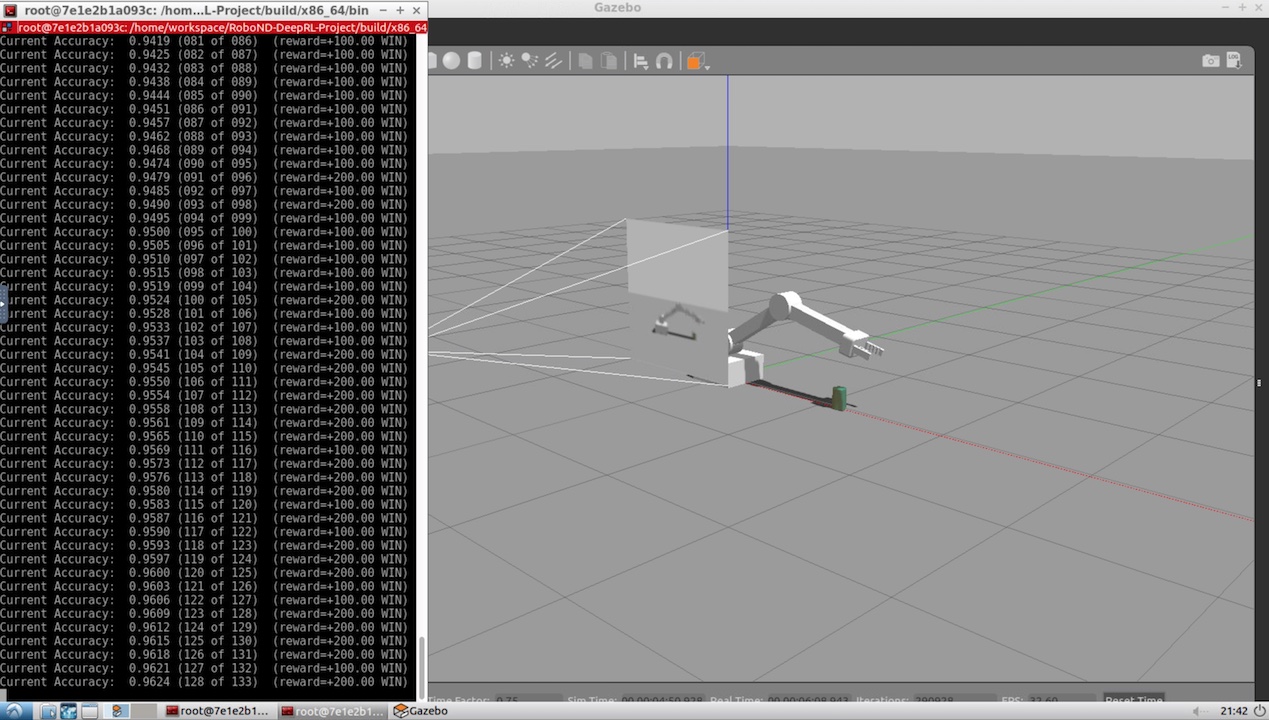 root@7e1e2b1a093c: /hom...L-Project/build/x86_64/bin
Gazebo
root@7e1e2b1a093c: /home/workspace/RoboND-DeepRL-Project/build/x86_64
Current Accuracy: 0.9419 (081 of 086) (reward=+100.00 WIN)
Current Accuracy: 0.9425 (082 of 087) (reward=+100.00 WIN)
Current Accuracy: 0.9432 (083 of 088) (reward=+100.00 WIN)
Current Accuracy: 0.9438 (084 of 089) (reward=+100.00 WIN)
Current Accuracy: 0.9444 (085 of 090) (reward=+100.00 WIN)
Current Accuracy: 0.9451 (086 of 091) (reward=+100.00 WIN)
Current Accuracy: 0.9457 (087 of 092) (reward=+100.00 WIN)
Current Accuracy: 0.9462 (088 of 093) (reward=+100.00 WIN)
Current Accuracy: 0.9468 (089 of 094) (reward=+100.00 WIN)
Current Accuracy: 0.9474 (090 of 095) (reward=+100.00 WIN)
Current Accuracy: 0.9479 (091 of 096) (reward=+200.00 WIN)
Current Accuracy: 0.9485 (092 of 097) (reward=+100.00 WIN)
Current Accuracy: 0.9490 (093 of 098) (reward=+200.00 WIN)
Current Accuracy: 0.9495 (094 of 099) (reward=+100.00 WIN)
Current Accuracy: 0.9500 (095 of 100) (reward=+100.00 WIN)
Current Accuracy: 0.9505 (096 of 101) (reward=+100.00 WIN)
Current Accuracy: 0.9510 (097 of 102) (reward=+100.00 WIN)
Current Accuracy: 0.9515 (098 of 103) (reward=+100.00 WIN)
Current Accuracy: 0.9519 (099 of 104) (reward=+100.00 WIN)
urrent Accuracy: 0.9524 (100 of 105) (reward=+200.00 WIN)
Current Accuracy: 0.9528 (101 of 106) (reward=+100.00 WIN)
Current Accuracy: 0.9533 (102 of 107) (reward=+100.00 WIN)
Current Accuracy: 0.9537 (103 of 108) (reward=+100.00 WIN)
Current Accuracy: 0.9541 (104 of 109) (reward=+200.00 WIN)
Current Accuracy: 0.9545 (105 of 110) (reward=+100.00 WIN)
Current Accuracy: 0.9550 (106 of 111) (reward=+100.00 WIN)
Current Accuracy: 0.9554 (107 of 112) (reward=+200.00 WIN)
Current Accuracy: 0.9558 (108 of 113) (reward=+200.00 WIN)
Current Accuracy: 0.9561 (109 of 114) (reward=+200.00 WIN)
Current Accuracy: 0.9565 (110 of 115) (reward=+200.00 WIN)
Current Accuracy: 0.9569 (111 of 116) (reward=+100.00 WIN)
Current Accuracy: 0.9573 (112 of 117) (reward=+200.00 WIN)
Current Accuracy: 0.9576 (113 of 118) (reward=+200.00 WIN)
Current Accuracy: 0.9580 (114 of 119) (reward=+200.00 WIN)
Current Accuracy: 0.9583 (115 of 120) (reward=+100.00 WIN)
Current Accuracy: 0.9587 (116 of 121) (reward=+200.00 WIN)
Current Accuracy: 0.9590 (117 of 122) (reward=+100.00 WIN)
Current Accuracy: 0.9593 (118 of 123) (reward=+200.00 WIN)
Current Accuracy: 0.9597 (119 of 124) (reward=+200.00 WIN)
Current Accuracy: 0.9600 (120 of 125) (reward=+200.00 WIN)
Current Accuracy: 0.9603 (121 of 126) (reward=+100.00 WIN)
Current Accuracy: 0.9606 (122 of 127) (reward=+100.00 WIN)
Current Accuracy: 0.9609 (123 of 128) (reward=+200.00 WIN)
Current Accuracy: 0.9612 (124 of 129) (reward=+200.00 WIN)
Current Accuracy: 0.9615 (125 of 130) (reward=+200.00 WIN)
Current Accuracy: 0.9618 (126 of 131) (reward=+200.00 WIN)
Current Accuracy: 0.9621 (127 of 132) (reward=+100.00 WIN)
Current Accuracy: 0.9624 (128 of 133) (reward=+200.00 WIN)
LOG
Time Factor: 0.75 Sim Time: Real Time: Iterations: FPS: Reset Time
root@7e1e2b1... root@7e1e2b1... Gazebo 21:42